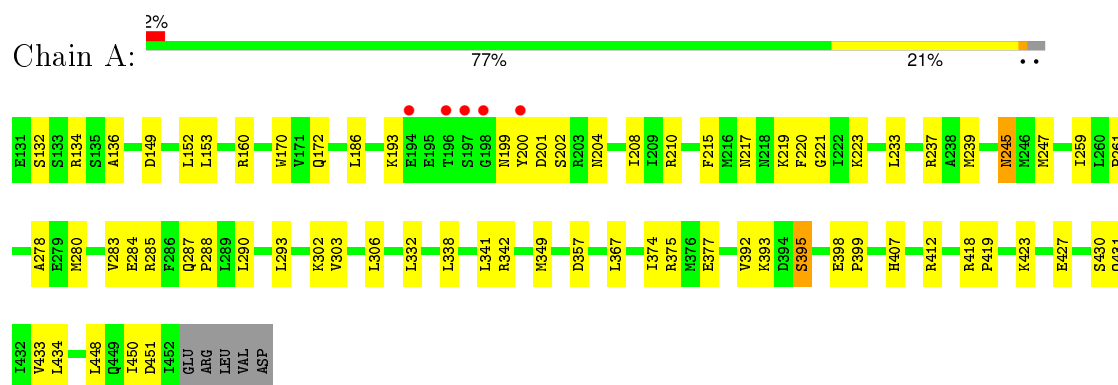 2%
Chain A:
77% 21% • •
E131 S132 S133 R134 S135 A136 D149 L152 L153 R160 W170 V171 Q172 L186 K193 E194 E195 T196 S197 G198 N199 Y200 D201 S202 R203 N204 I208 I209 R210 F215 M216 N217 N218 K219 F220 G221 I222 K223 L233 R237 A238 M239 N245 M246 M247 I259 L260 P261
A278 E279 M280 V283 E284 R285 F286 Q287 P288 L289 L290 L293 K302 V303 L306 L332 L338 L341 R342 M349 D357 L367 I374 R375 M376 E377 V392 K393 D394 S395 E398 P399 H407 R412 R418 P419 K423 E427 S430 Q431
I432 V433 L434 L448 Q449 I450 D451 I452 GLU ARG LEU VAL ASP